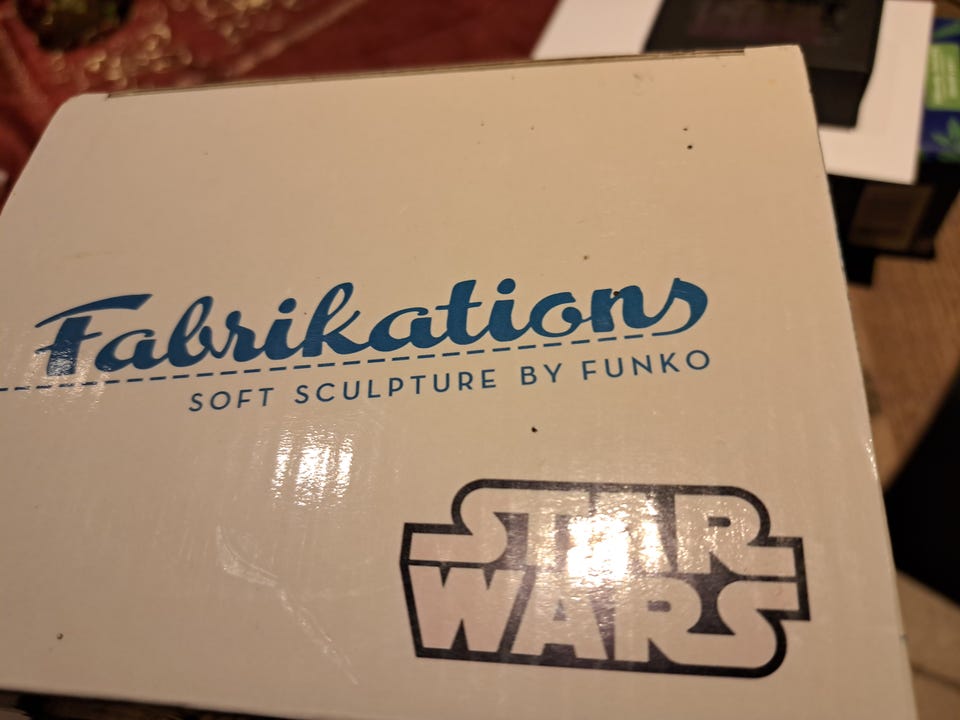 Fabrikations
SOFT SCULPTURE BY FUNKO
STAR
WARS